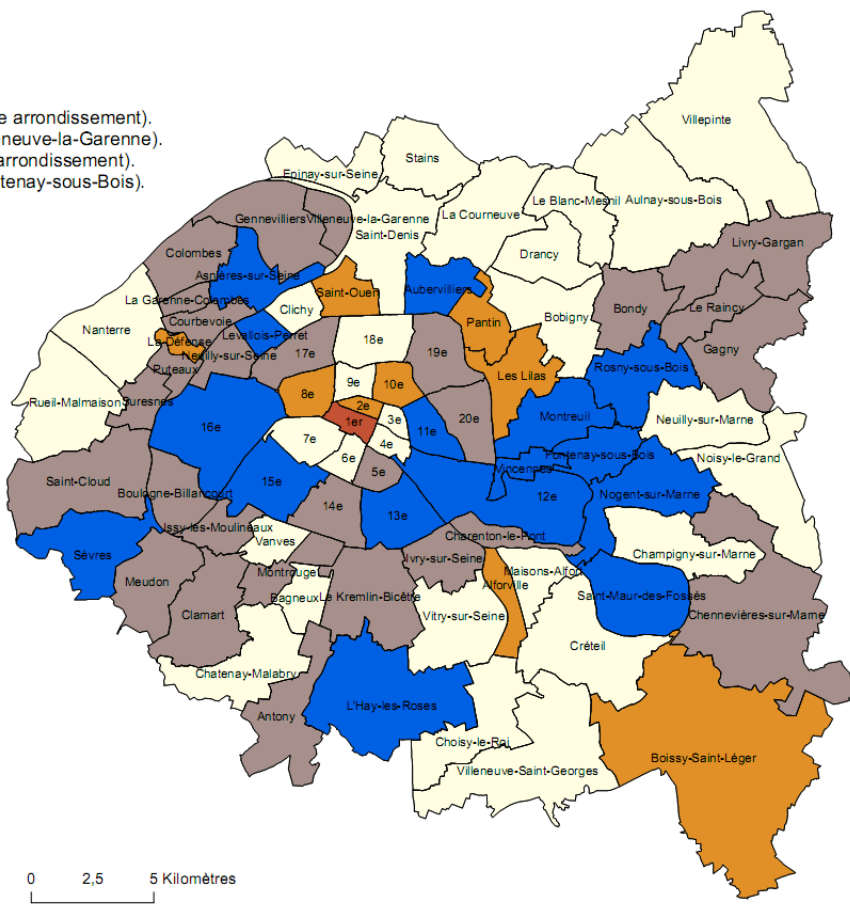 e arrondissement).
neuve-la-Garenne).
arrondissement).
tenay-sous-Bois).
Villepinte
Stains
Epinay-sur-Seine
Le Blanc-Mesnil
Aulnay-sous-Bois
La Courneuve
Gennevilliers
Villeneuve-la-Garenne
Saint-Denis
Livry-Gargan
Colombes
Drancy
Asnières-sur-Seine
Aubervilliers
Saint-Ouen
La Garenne-Colombes
Clichy
Bondy
Le Raincy
Courbevoie
Pantin
Bobigny
Nanterre
Levallois-Perret
La Défense
18e
Neuilly-sur-Seine
17e
19e
Gagny
Puteaux
Rosny-sous-Bois
9e
10e
Les Lilas
8e
Rueil-Malmaison
Suresnes
2e
Montreuil
Neuilly-sur-Marne
1er
3e
20e
16e
11e
7e
4e
6e
Fontenay-sous-Bois
Noisy-le-Grand
5e
Vincennes
Saint-Cloud
15e
Boulogne-Billancourt
Nogent-sur-Marne
12e
14e
13e
Issy-les-Moulineaux
Charenton-le-Pont
Vanves
Sèvres
Champigny-sur-Marne
Ivry-sur-Seine
Maisons-Alfort
Montrouge
Meudon
Alforville
Bagneux
Le Kremlin-Bicêtre
Saint-Maur-des-Fossés
Clamart
Vitry-sur-Seine
Chennevières-sur-Marne
Créteil
Chatenay-Malabry
L'Hay-les-Roses
Antony
Choisy-le-Roi
Boissy-Saint-Léger
Villeneuve-Saint-Georges
0 2,5 5 Kilomètres